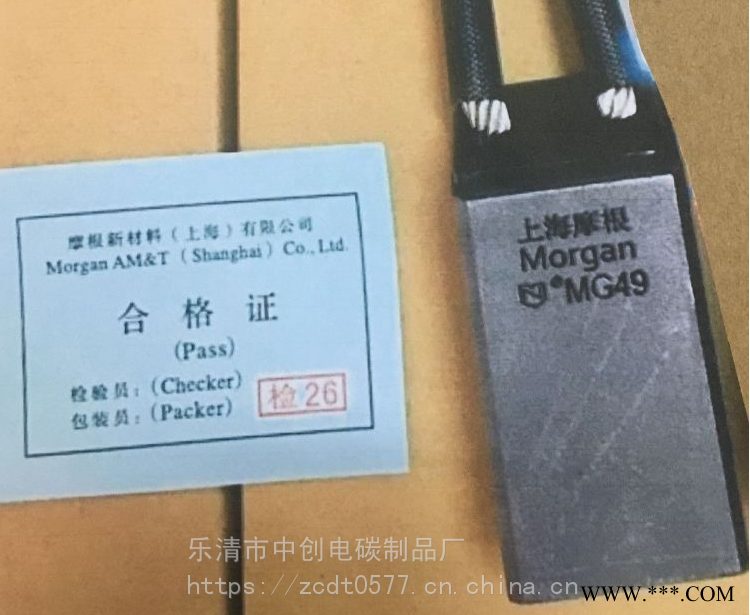 摩根新材料（上海）有限公司
Morgan AM&T（Shanghai）Co., Ltd.
合格证
(Pass)
检验员：(Checker)
包装员：(Packer)
检26
上海摩根
Morgan
MG49
乐清市中创电碳制品厂
https://zcdt0577.cn.china.cn
www.***.COM